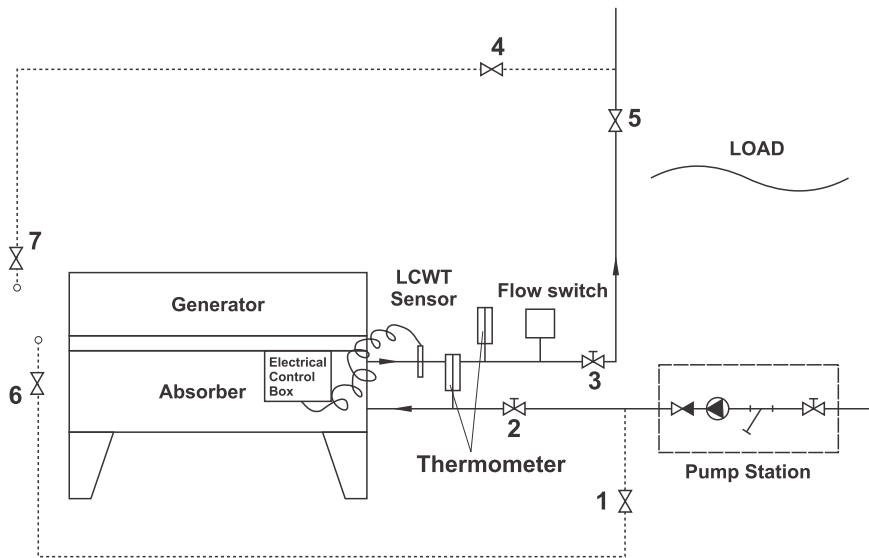 4
5
LOAD
7
LCWT
Sensor
Flow switch
Generator
Electrical
Control
Box
Absorber
6
3
2
Thermometer
Pump Station
1